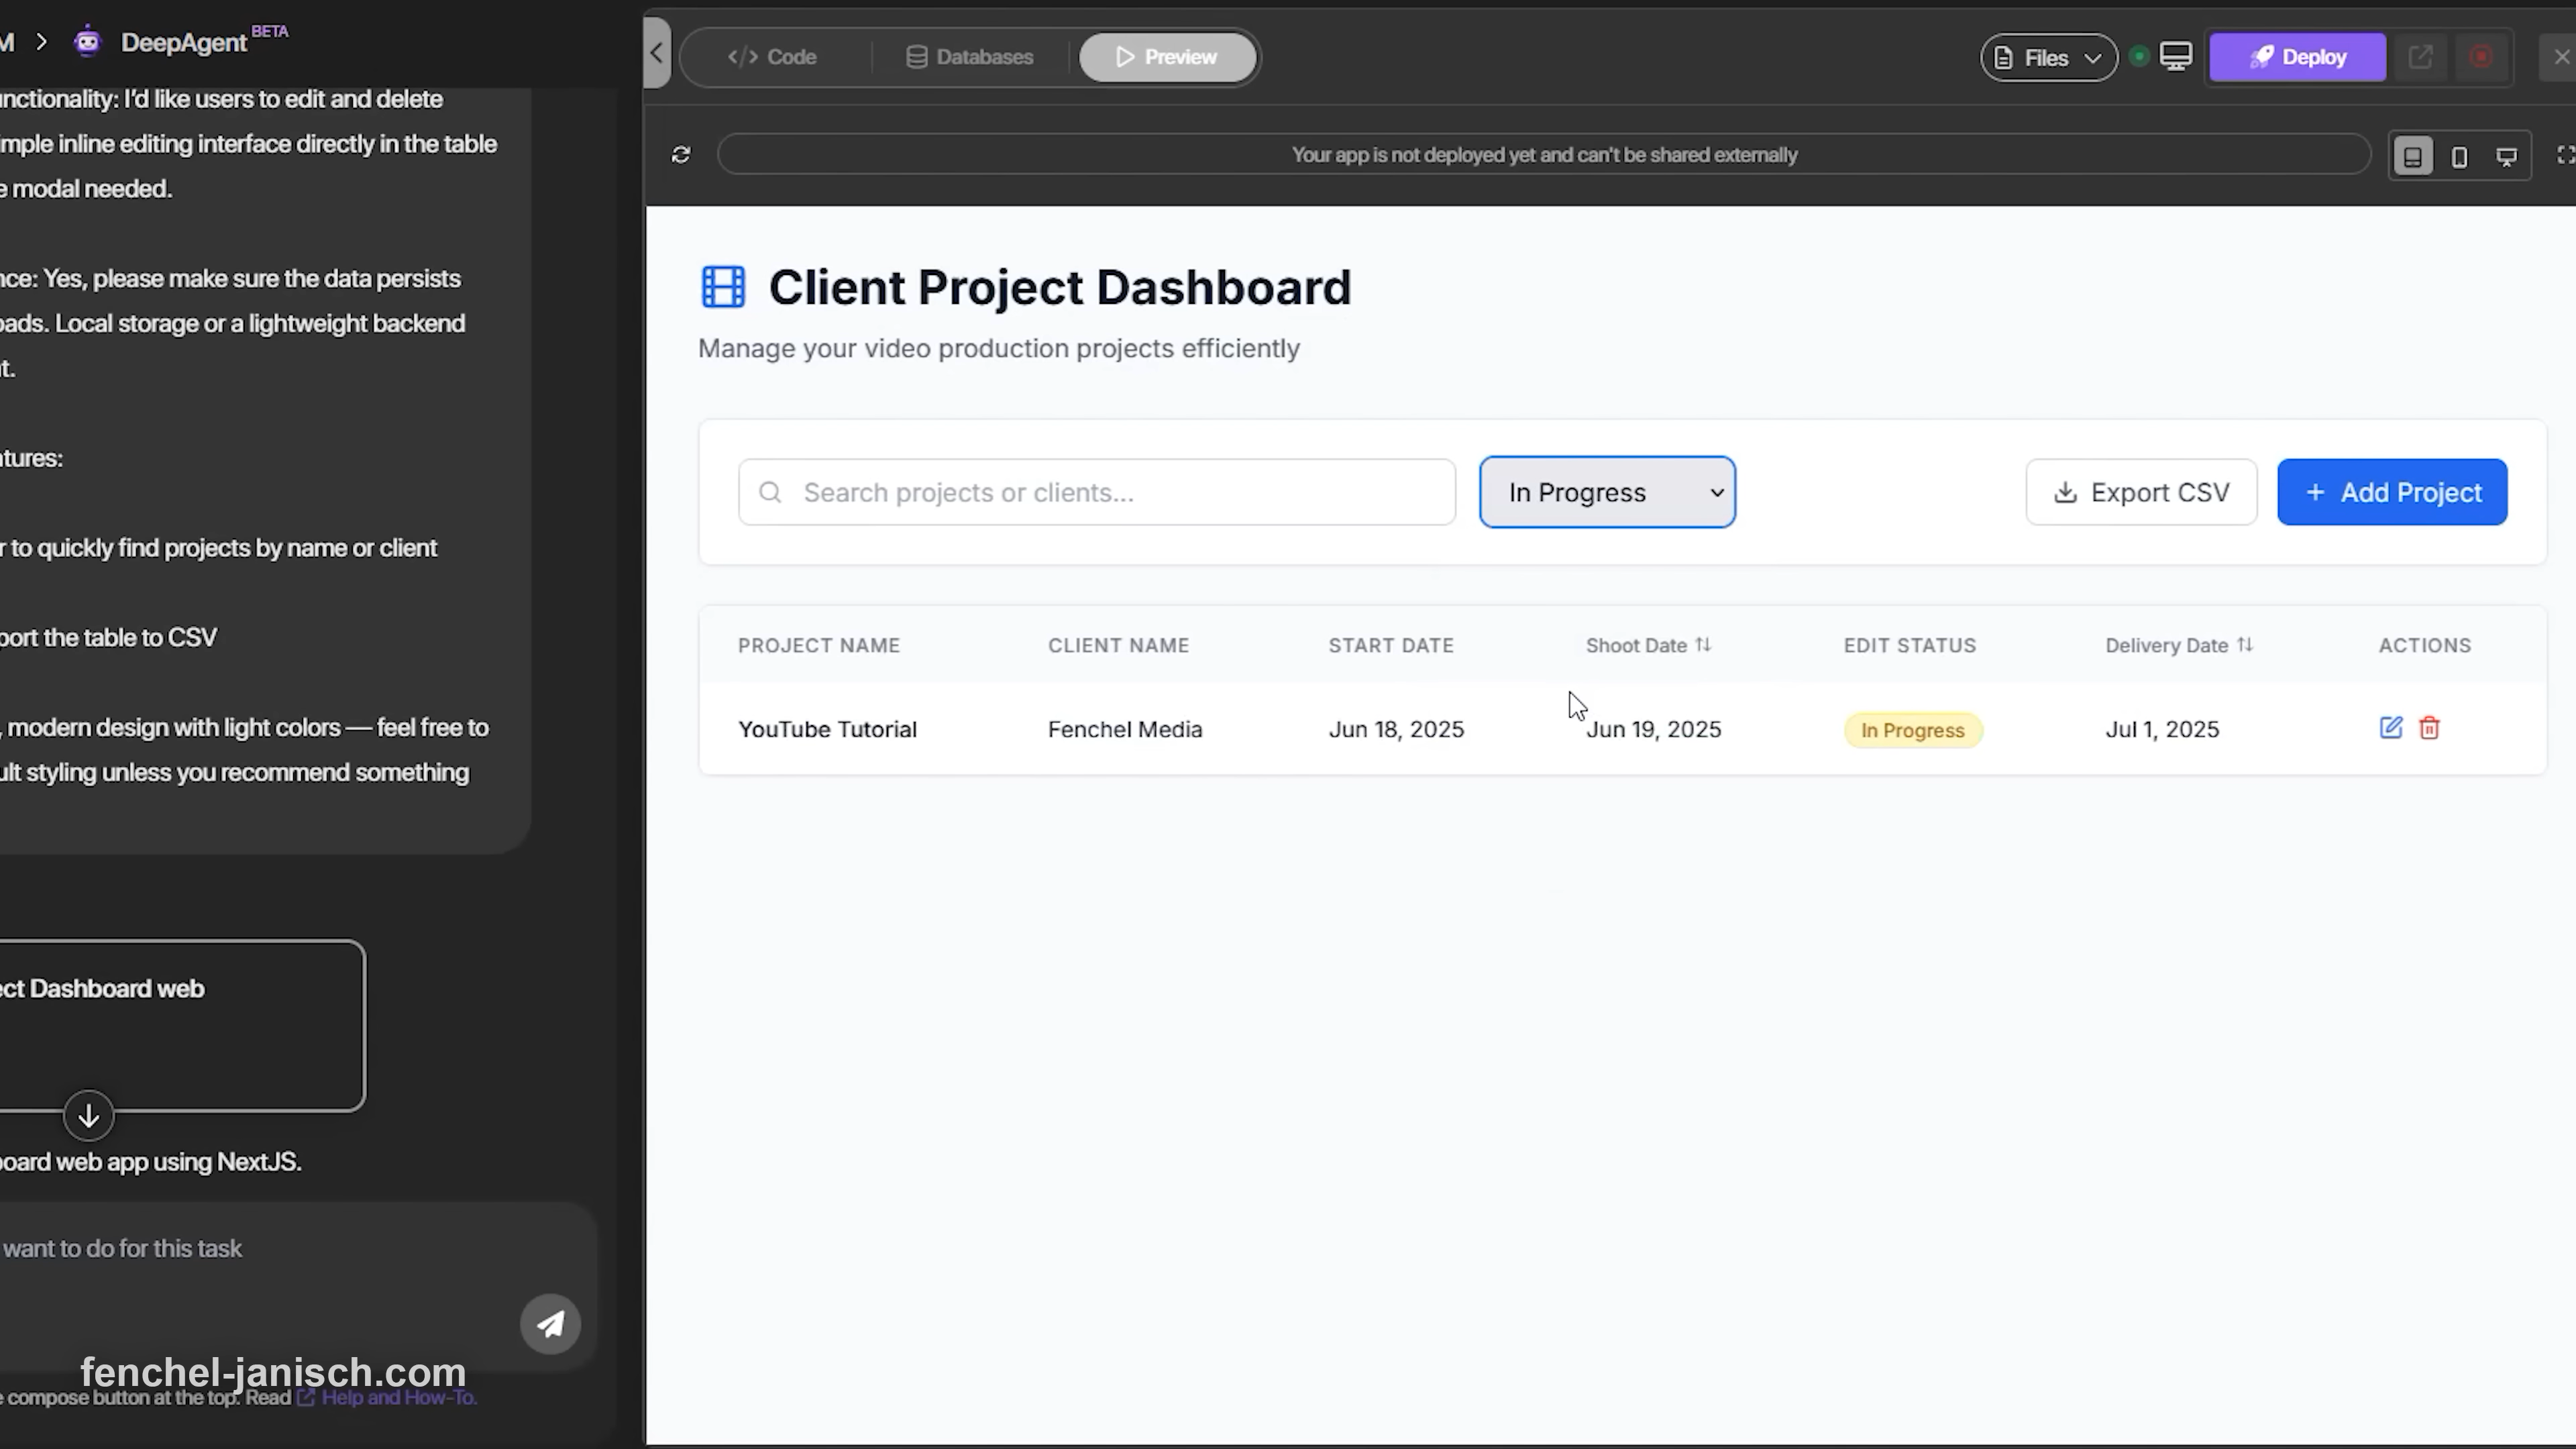 M > DeepAgent BETA
unctionality: I'd like users to edit and delete
imple inline editing interface directly in the table
e modal needed.
nce: Yes, please make sure the data persists
oads. Local storage or a lightweight backend
t.
atures:
r to quickly find projects by name or client
port the table to CSV
, modern design with light colors — feel free to
ult styling unless you recommend something
ect Dashboard web
board web app using NextJS.
want to do for this task
fenchel-janisch.com
e compose button at the top. Read Help and How-To.
</> Code
Databases
Preview
Files
Deploy
Your app is not deployed yet and can't be shared externally
Client Project Dashboard
Manage your video production projects efficiently
Search projects or clients...
In Progress
Export CSV
+ Add Project
PROJECT NAME CLIENT NAME START DATE Shoot Date EDIT STATUS Delivery Date ACTIONS
YouTube Tutorial Fenchel Media Jun 18, 2025 Jun 19, 2025 In Progress Jul 1, 2025